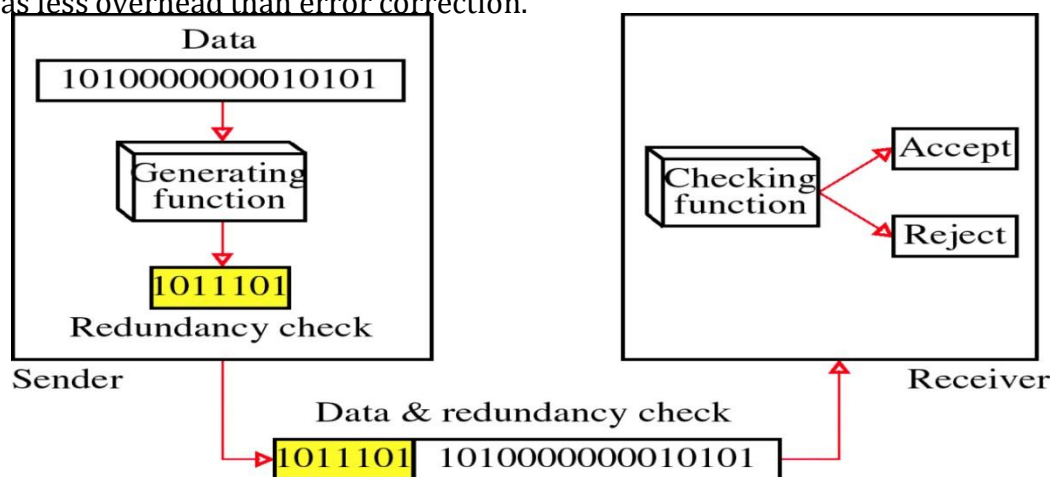 as less overhead than error correction.
Data
1010000000010101
Generating
function
1011101
Redundancy check
Sender
Checking
function
Accept
Reject
Receiver
Data & redundancy check
1011101 1010000000010101